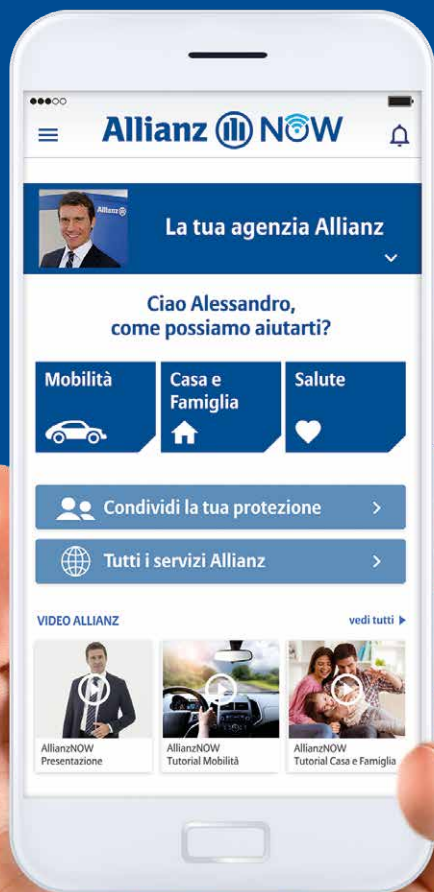 Allianz NOW
Allianz
La tua agenzia Allianz
Ciao Alessandro,
come possiamo aiutarti?
Mobilità
Casa e
Famiglia
Salute
Condividi la tua protezione
Tutti i servizi Allianz
VIDEO ALLIANZ
vedi tutti
AllianzNOW
Presentazione
AllianzNOW
Tutorial Mobilità
AllianzNOW
Tutorial Casa e Famiglia